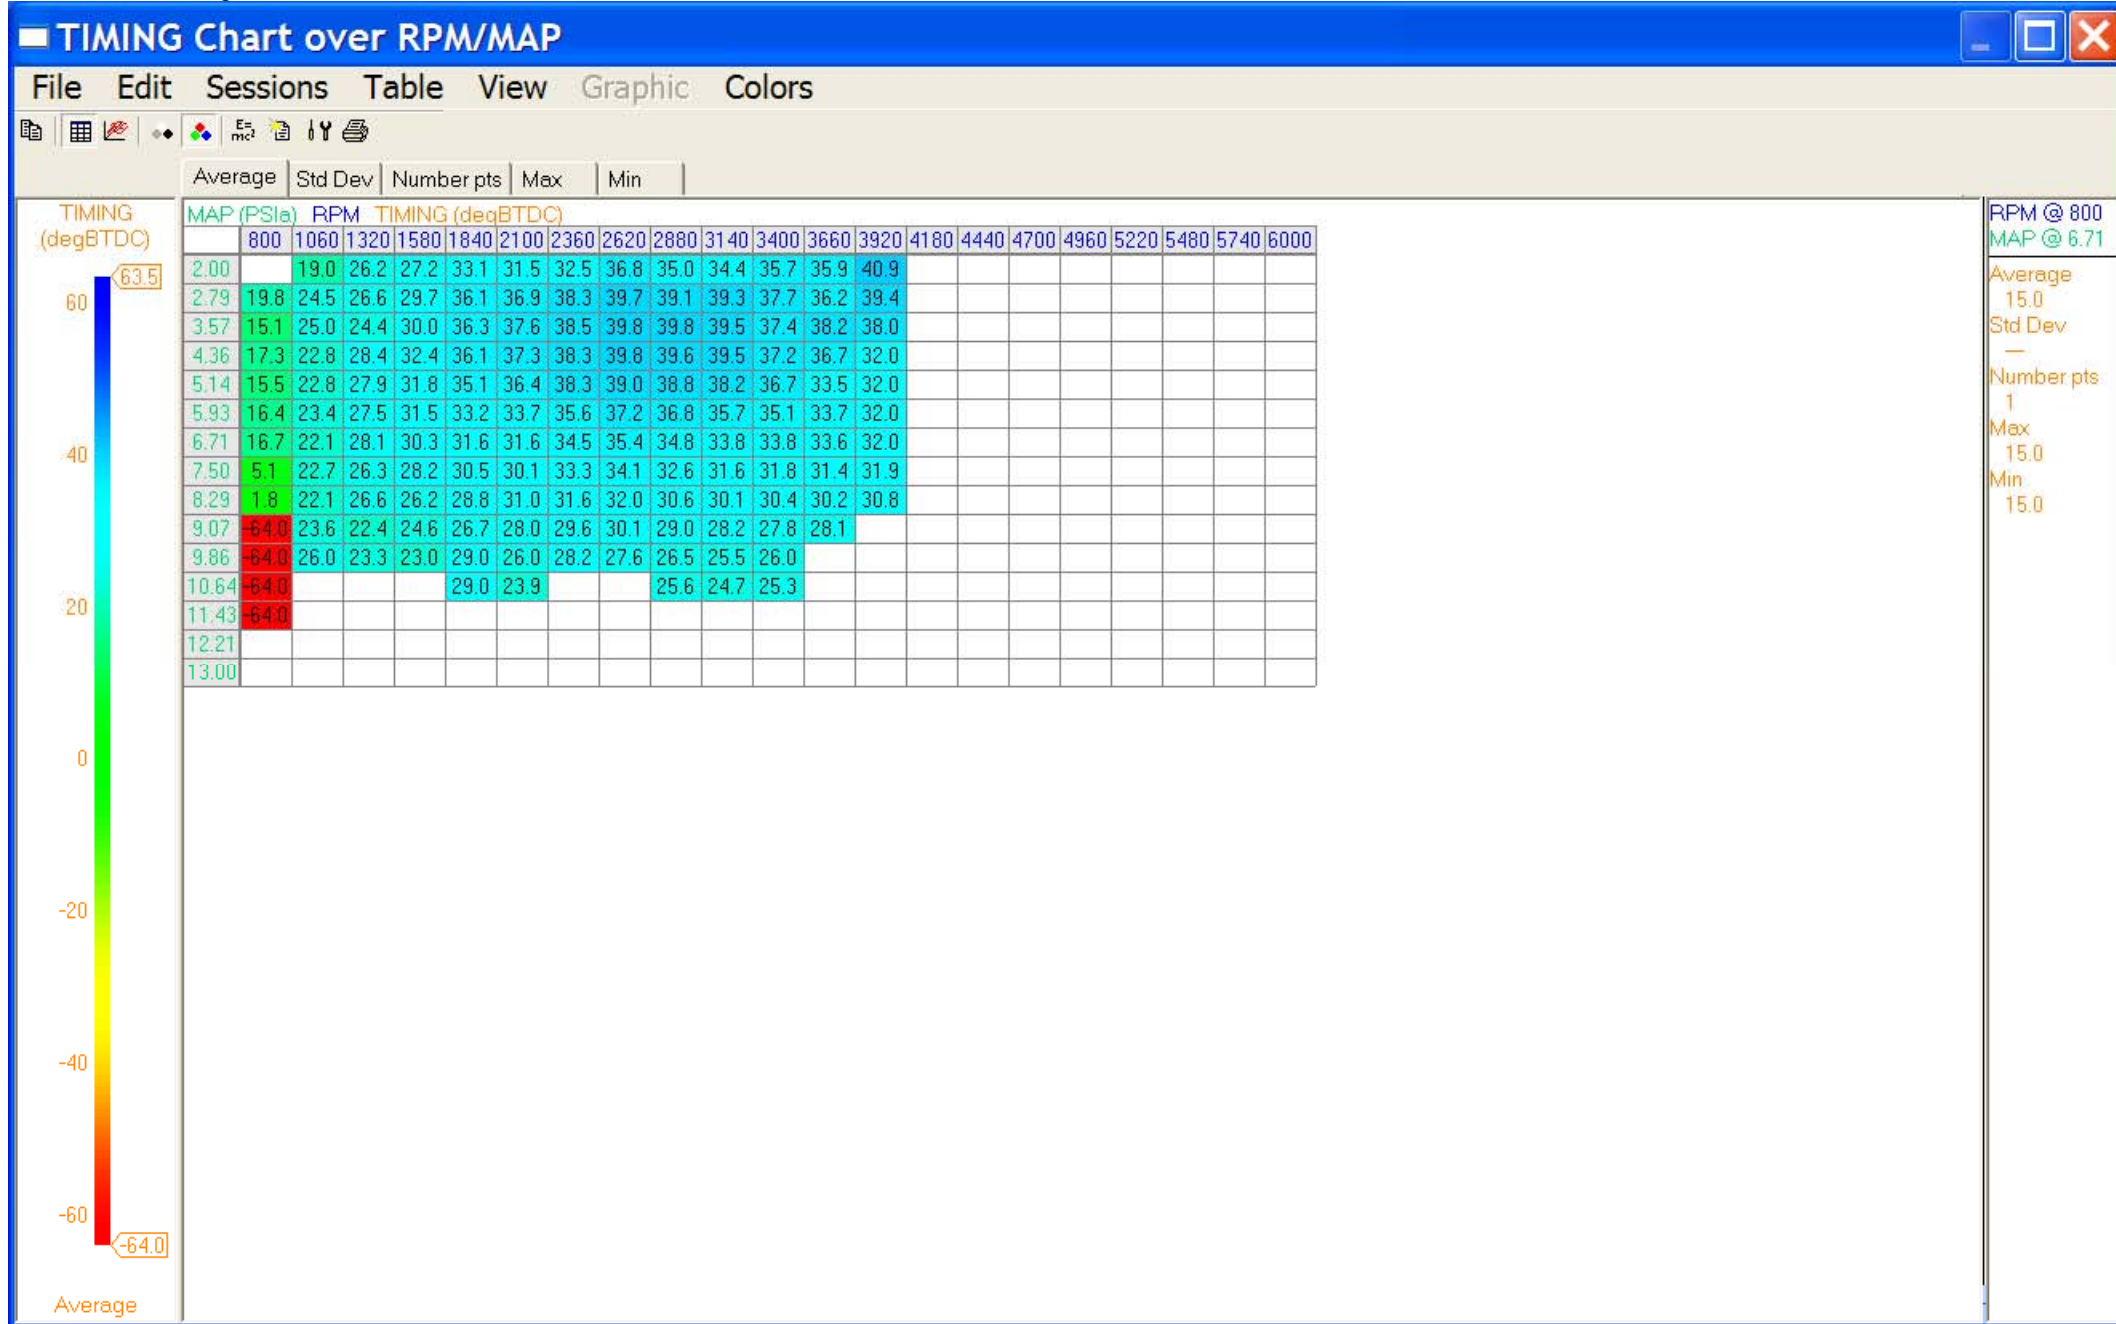 TIMING Chart over RPM/MAP
File Edit Sessions Table View Graphic Colors
E=
mc²
Average Std Dev Number pts Max Min
TIMING
(degBTDC)
63.5
60
40
20
0
-20
-40
-60
-64.0
Average
MAP (PSIa) RPM TIMING (deqBTDC)
800 1060 1320 1580 1840 2100 2360 2620 2880 3140 3400 3660 3920 4180 4440 4700 4960 5220 5480 5740 6000
2.00 19.0 26.2 27.2 33.1 31.5 32.5 36.8 35.0 34.4 35.7 35.9 40.9
2.79 19.8 24.5 26.6 29.7 36.1 36.9 38.3 39.7 39.1 39.3 37.7 36.2 39.4
3.57 15.1 25.0 24.4 30.0 36.3 37.6 38.5 39.8 39.8 39.5 37.4 38.2 38.0
4.36 17.3 22.8 28.4 32.4 36.1 37.3 38.3 39.8 39.6 39.5 37.2 36.7 32.0
5.14 15.5 22.8 27.9 31.8 35.1 36.4 38.3 39.0 38.8 38.2 36.7 33.5 32.0
5.93 16.4 23.4 27.5 31.5 33.2 33.7 35.6 37.2 36.8 35.7 35.1 33.7 32.0
6.71 16.7 22.1 28.1 30.3 31.6 31.6 34.5 35.4 34.8 33.8 33.8 33.6 32.0
7.50 5.1 22.7 26.3 28.2 30.5 30.1 33.3 34.1 32.6 31.6 31.8 31.4 31.9
8.29 1.8 22.1 26.6 26.2 28.8 31.0 31.6 32.0 30.6 30.1 30.4 30.2 30.8
9.07 -64.0 23.6 22.4 24.6 26.7 28.0 29.6 30.1 29.0 28.2 27.8 28.1
9.86 -64.0 26.0 23.3 23.0 29.0 26.0 28.2 27.6 26.5 25.5 26.0
10.64 -64.0 29.0 23.9 25.6 24.7 25.3
11.43 -64.0
12.21
13.00
RPM @ 800
MAP @ 6.71
Average
15.0
Std Dev
—
Number pts
1
Max
15.0
Min
15.0